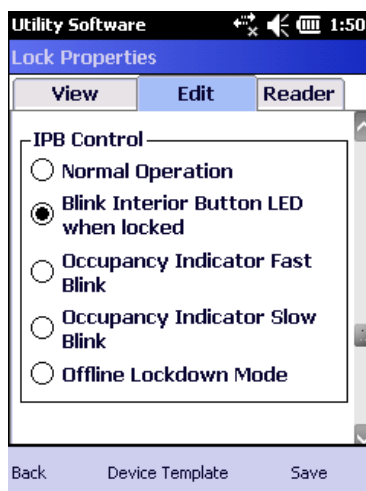 Utility Software 1:50
Lock Properties
View Edit Reader
IPB Control
Normal Operation
Blink Interior Button LED
when locked
Occupancy Indicator Fast
Blink
Occupancy Indicator Slow
Blink
Offline Lockdown Mode
Back Device Template Save